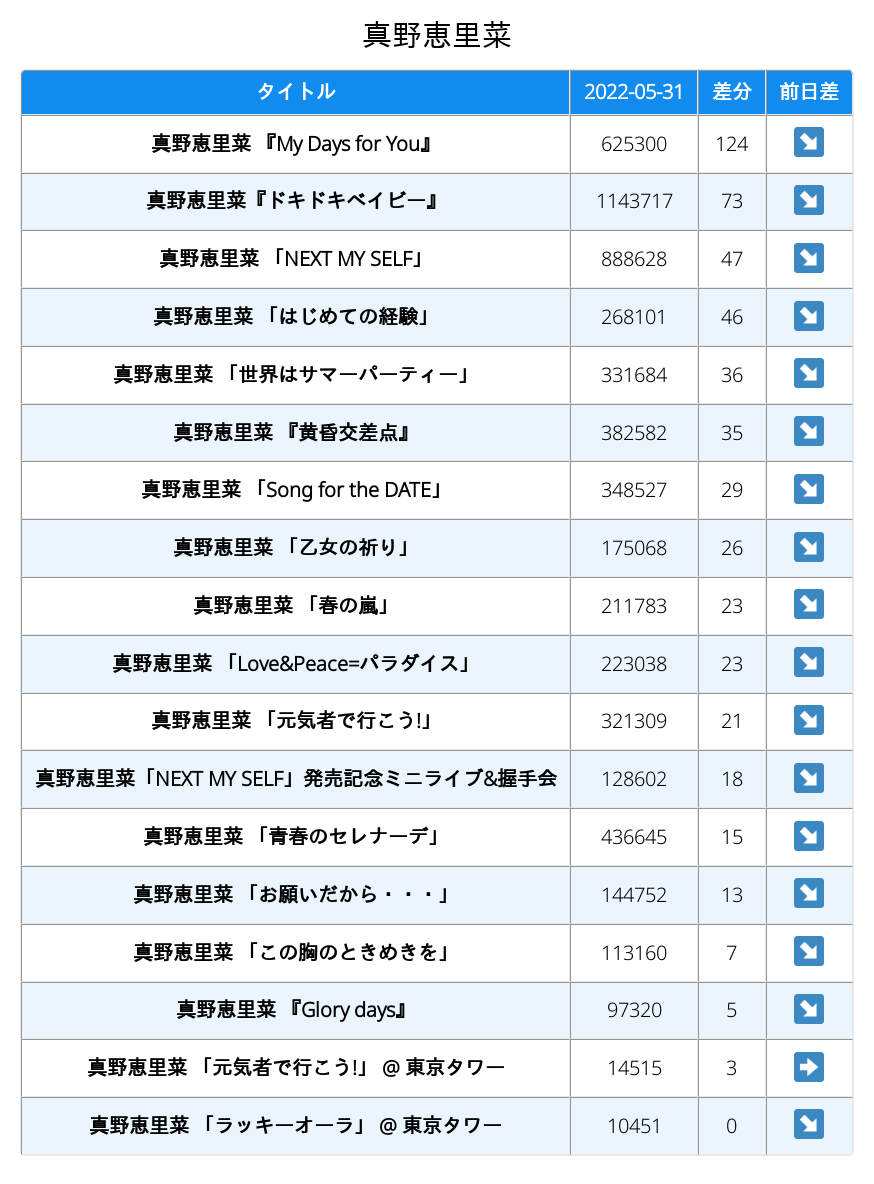 真野恵里菜
タイトル 2022-05-31 差分 前日差
真野恵里菜 『My Days for You』 625300 124 ↘
真野恵里菜『ドキドキベイビー』 1143717 73 ↘
真野恵里菜 「NEXT MY SELF」 888628 47 ↘
真野恵里菜 「はじめての経験」 268101 46 ↘
真野恵里菜 「世界はサマーパーティー」 331684 36 ↘
真野恵里菜 『黄昏交差点』 382582 35 ↘
真野恵里菜 「Song for the DATE」 348527 29 ↘
真野恵里菜 「乙女の祈り」 175068 26 ↘
真野恵里菜 「春の嵐」 211783 23 ↘
真野恵里菜 「Love&Peace=パラダイス」 223038 23 ↘
真野恵里菜 「元気者で行こう!」 321309 21 ↘
真野恵里菜「NEXT MY SELF」発売記念ミニライブ&握手会 128602 18 ↘
真野恵里菜 「青春のセレナーデ」 436645 15 ↘
真野恵里菜 「お願いだから・・・」 144752 13 ↘
真野恵里菜 「この胸のときめきを」 113160 7 ↘
真野恵里菜 『Glory days』 97320 5 ↘
真野恵里菜 「元気者で行こう!」 @ 東京タワー 14515 3 ➡
真野恵里菜 「ラッキーオーラ」 @ 東京タワー 10451 0 ↘